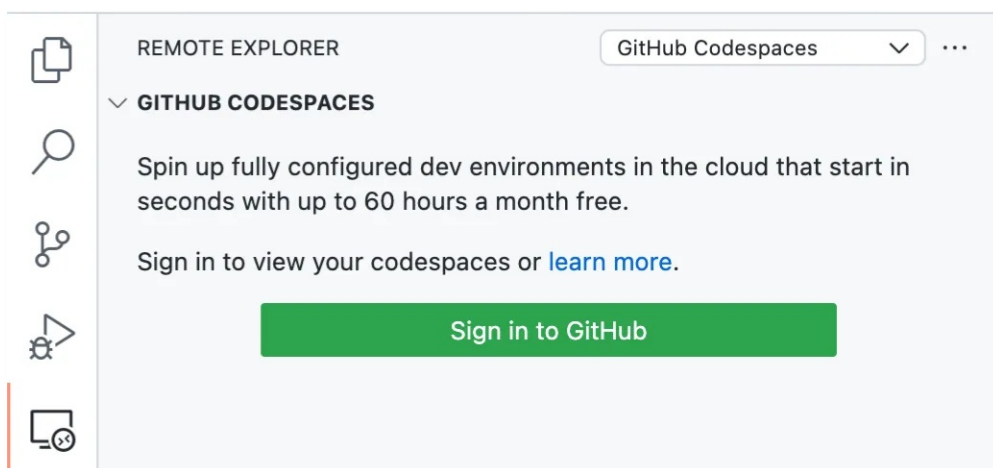 REMOTE EXPLORER
GitHub Codespaces
GITHUB CODESPACES
Spin up fully configured dev environments in the cloud that start in
seconds with up to 60 hours a month free.
Sign in to view your codespaces or learn more.
Sign in to GitHub